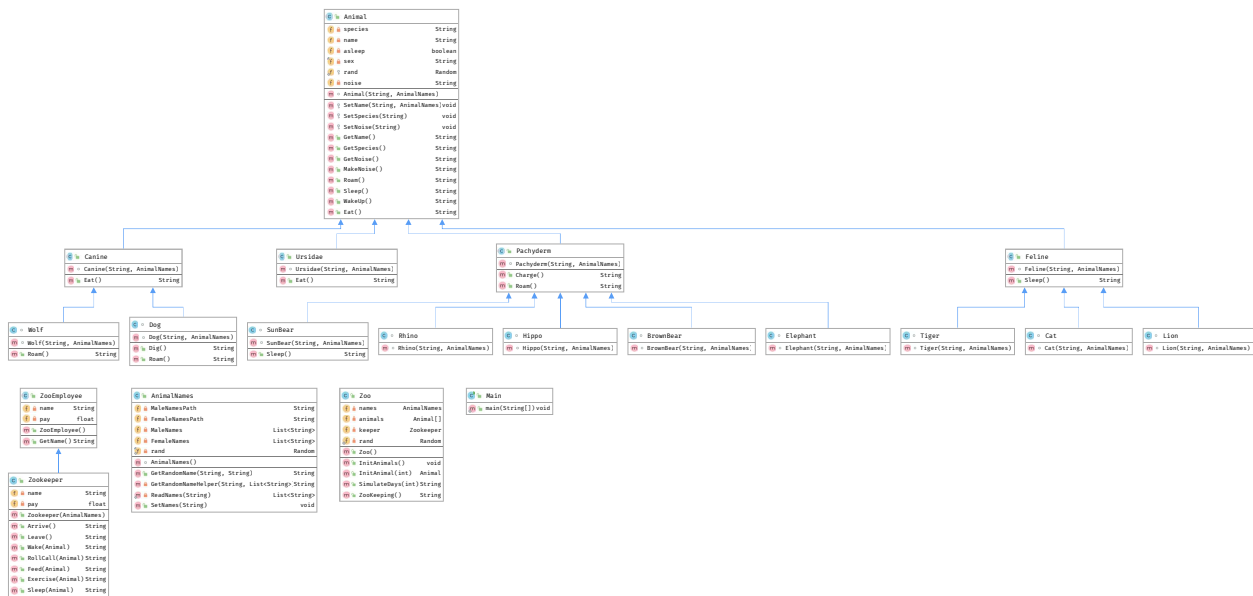 Animal
species String
name String
asleep boolean
sex String
rand Random
noise String
Animal(String, AnimalNames)
SetName(String, AnimalNames) void
SetSpecies(String) void
SetNoise(String) void
GetName() String
GetSpecies() String
GetNoise() String
MakeNoise() String
Roam() String
Sleep() String
WakeUp() String
Eat() String
Canine
Canine(String, AnimalNames)
Eat() String
Ursidae
Ursidae(String, AnimalNames)
Eat() String
Pachyderm
Pachyderm(String, AnimalNames)
Charge() String
Roam() String
Feline
Feline(String, AnimalNames)
Sleep() String
Wolf
Wolf(String, AnimalNames)
Roam() String
Dog
Dog(String, AnimalNames)
Dig() String
Roam() String
SunBear
SunBear(String, AnimalNames)
Sleep() String
Rhino
Rhino(String, AnimalNames)
Hippo
Hippo(String, AnimalNames)
BrownBear
BrownBear(String, AnimalNames)
Elephant
Elephant(String, AnimalNames)
Tiger
Tiger(String, AnimalNames)
Cat
Cat(String, AnimalNames)
Lion
Lion(String, AnimalNames)
ZooEmployee
name String
pay float
ZooEmployee()
GetName() String
Zookeeper
name String
pay float
Zookeeper(AnimalNames)
Arrive() String
Leave() String
Wake(Animal) String
RollCall(Animal) String
Feed(Animal) String
Exercise(Animal) String
Sleep(Animal) String
AnimalNames
MaleNamesPath String
FemaleNamesPath String
MaleNames List<String>
FemaleNames List<String>
rand Random
AnimalNames()
GetRandomName(String, String) String
GetRandomNameHelper(String, List<String>) String
ReadNames(String) List<String>
SetNames(String) void
Zoo
names AnimalNames
animals Animal[]
keeper Zookeeper
rand Random
Zoo()
InitAnimals() void
InitAnimal(int) Animal
SimulateDays(int) String
ZooKeeping() String
Main
main(String[]) void